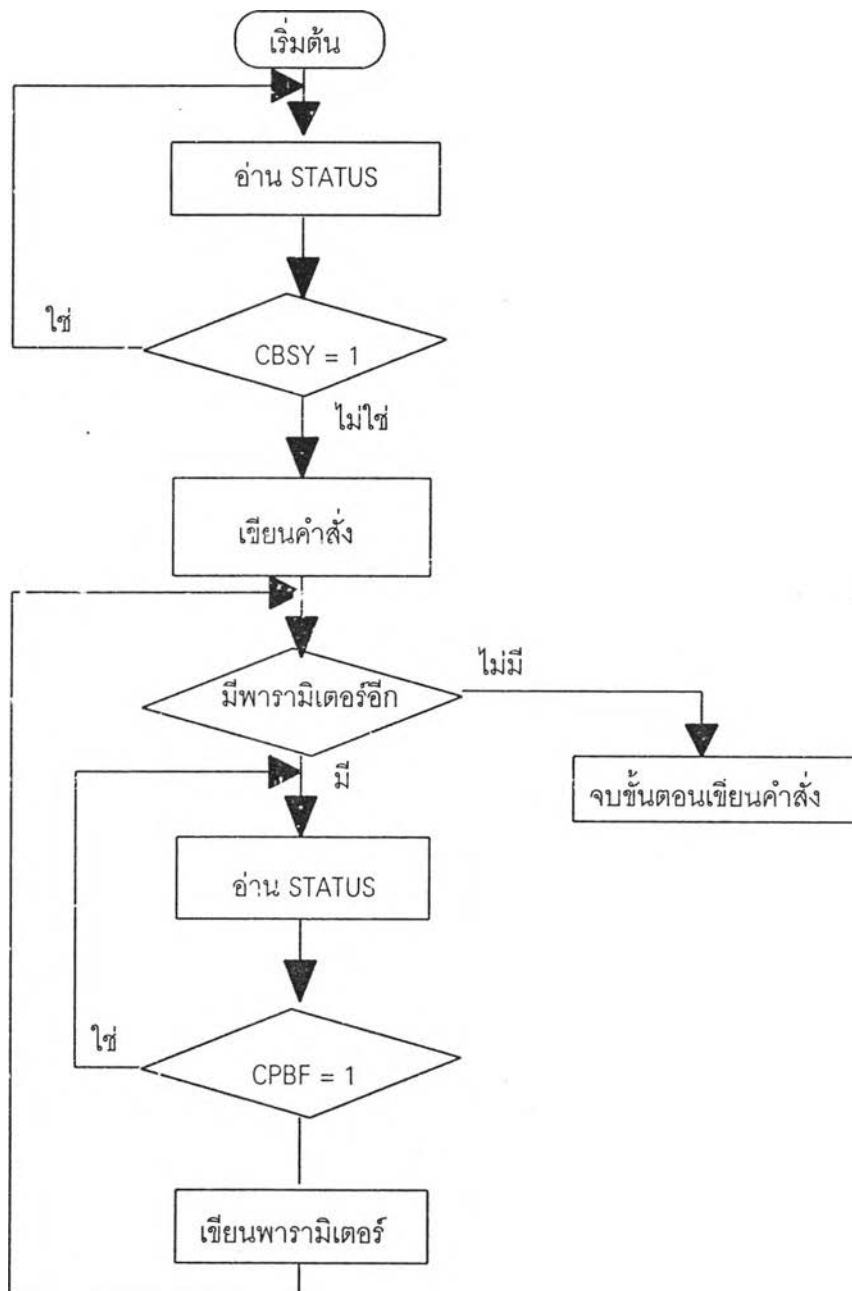 เริ่มต้น
อ่าน STATUS
ใช่
CBSY = 1
ไม่ใช่
เขียนคำสั่ง
ไม่มี
มีพารามิเตอร์อีก
มี
จบขั้นตอนเขียนคำสั่ง
อ่าน STATUS
ใช่
CPBF = 1
เขียนพารามิเตอร์